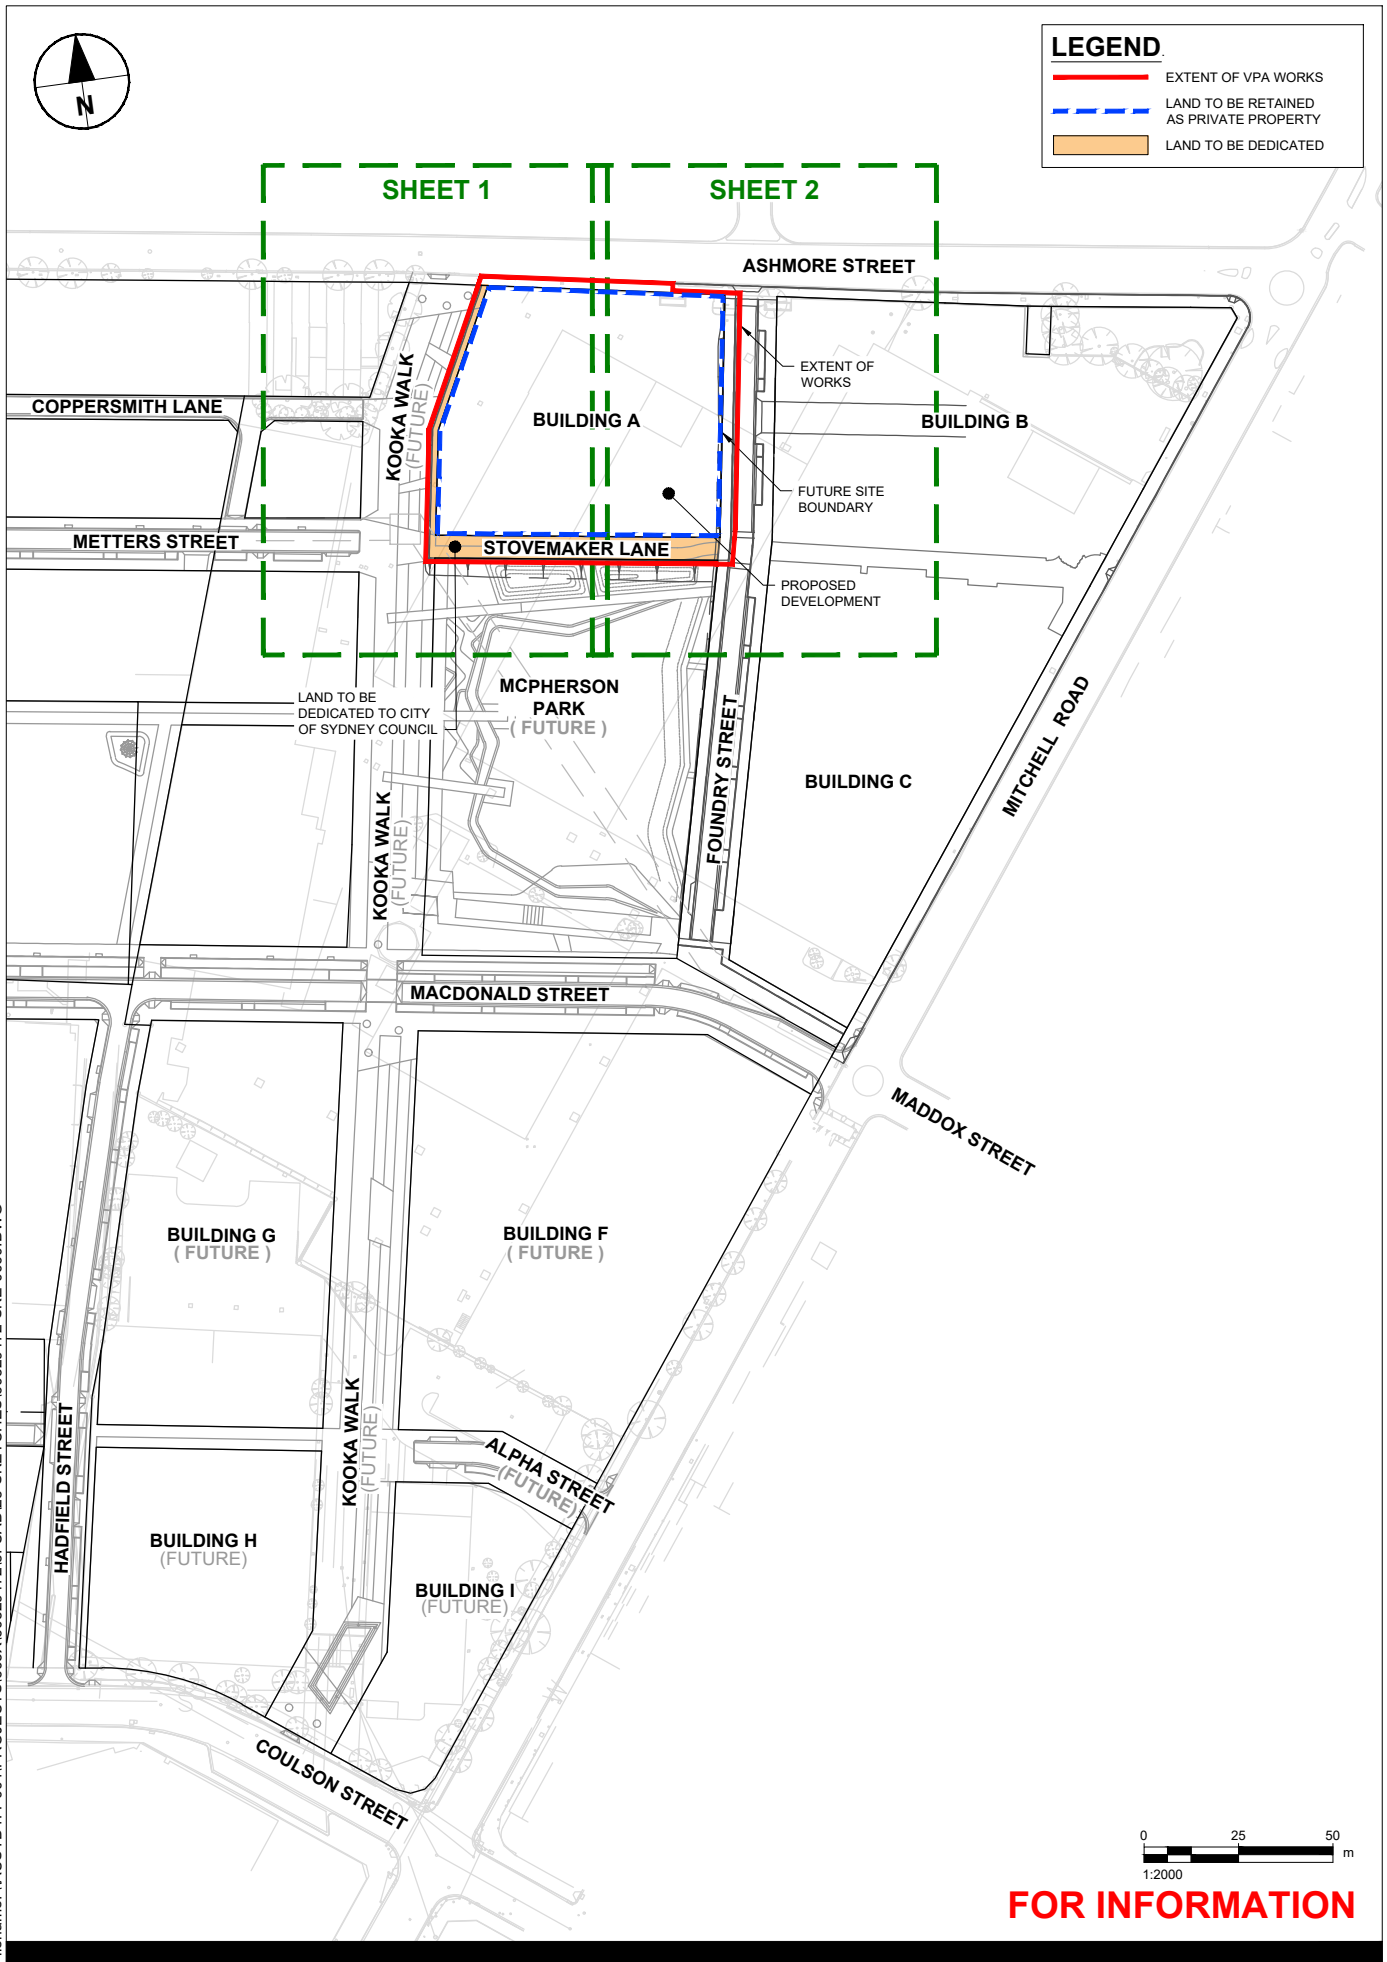 N
LEGEND
EXTENT OF VPA WORKS
LAND TO BE RETAINED
AS PRIVATE PROPERTY
LAND TO BE DEDICATED
SHEET 1
SHEET 2
ASHMORE STREET
EXTENT OF
WORKS
KOOKA WALK
(FUTURE)
COPPERSMITH LANE
BUILDING A
BUILDING B
FUTURE SITE
BOUNDARY
METTERS STREET
STOVEMAKER LANE
PROPOSED
DEVELOPMENT
LAND TO BE
DEDICATED TO CITY
OF SYDNEY COUNCIL
MCPHERSON
PARK
( FUTURE )
FOUNDRY STREET
BUILDING C
MITCHELL ROAD
KOOKA WALK
(FUTURE)
MACDONALD STREET
MADDOX STREET
BUILDING G
( FUTURE )
BUILDING F
( FUTURE )
HADFIELD STREET
KOOKA WALK
(FUTURE)
ALPHA STREET
(FUTURE)
BUILDING H
(FUTURE)
BUILDING I
(FUTURE)
COULSON STREET
0 25 50
m
1:2000
FOR INFORMATION